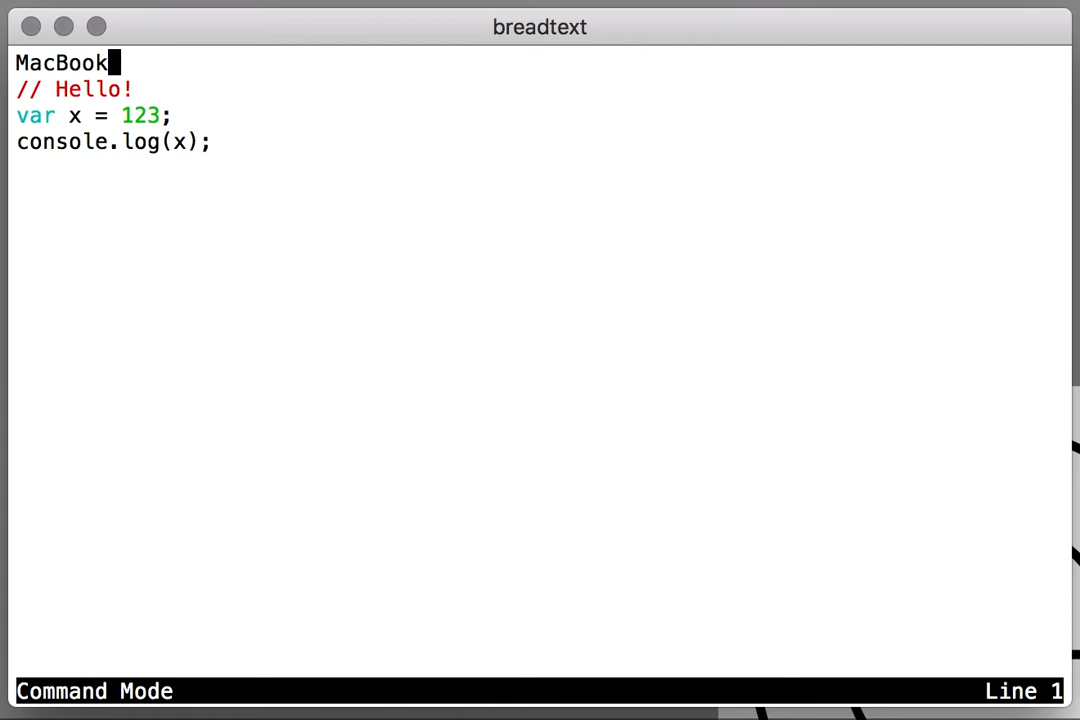 breadtext
MacBook
// Hello!
var x = 123;
console.log(x);
Command Mode Line 1